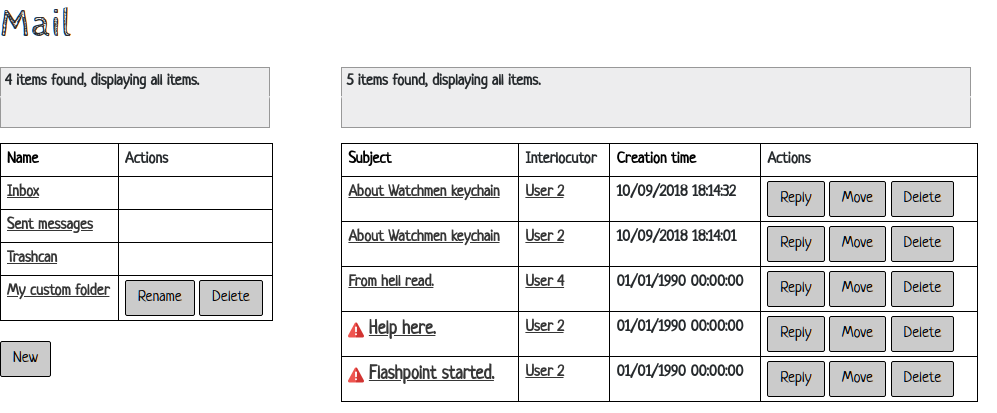 Mail
4 items found, displaying all items.
Name Actions
Inbox
Sent messages
Trashcan
My custom folder Rename Delete
New
5 items found, displaying all items.
Subject Interlocutor Creation time Actions
About Watchmen keychain User 2 10/09/2018 18:14:32 Reply Move Delete
About Watchmen keychain User 2 10/09/2018 18:14:01 Reply Move Delete
From hell read. User 4 01/01/1990 00:00:00 Reply Move Delete
Help here. User 2 01/01/1990 00:00:00 Reply Move Delete
Flashpoint started. User 2 01/01/1990 00:00:00 Reply Move Delete